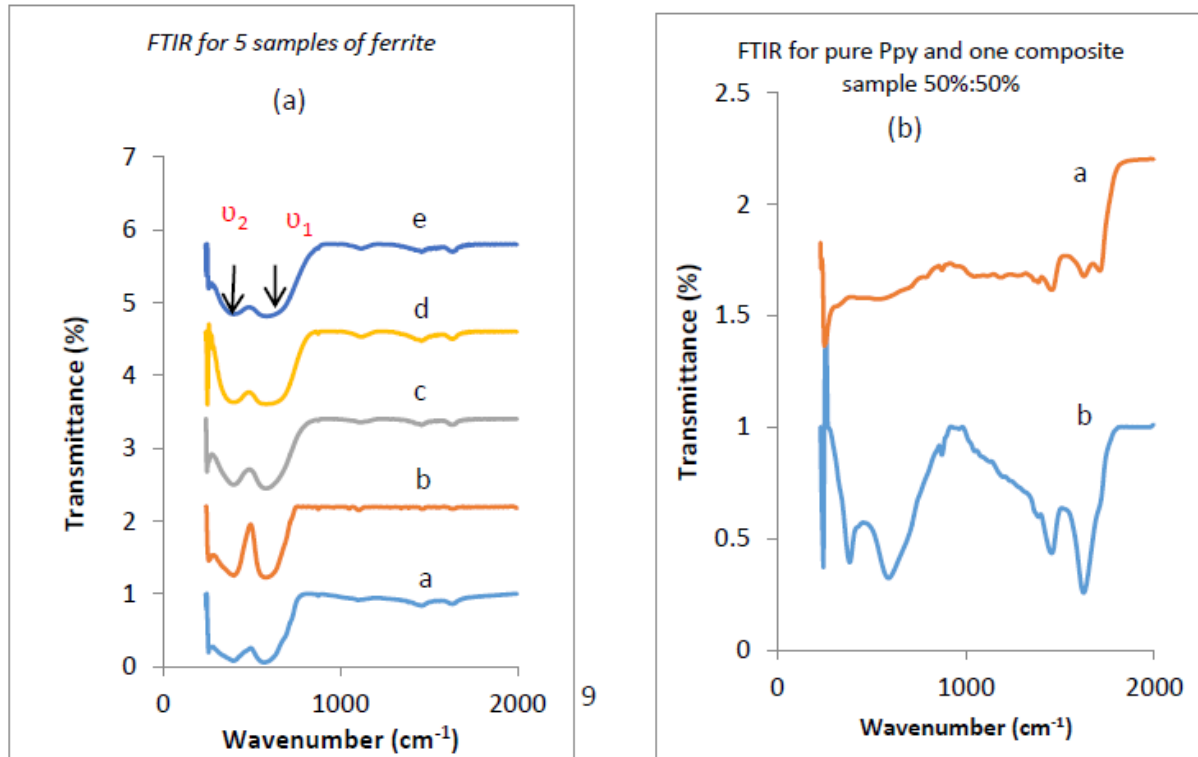 FTIR for 5 samples of ferrite
(a)
7
6
5
4
3
2
1
0
Transmittance (%)
υ2
υ1
e
d
c
b
a
0
1000
2000
Wavenumber (cm-1)
9
FTIR for pure Ppy and one composite
sample 50%:50%
(b)
2.5
2
1.5
1
0.5
0
Transmittance (%)
a
b
0
1000
2000
Wavenumber (cm-1)